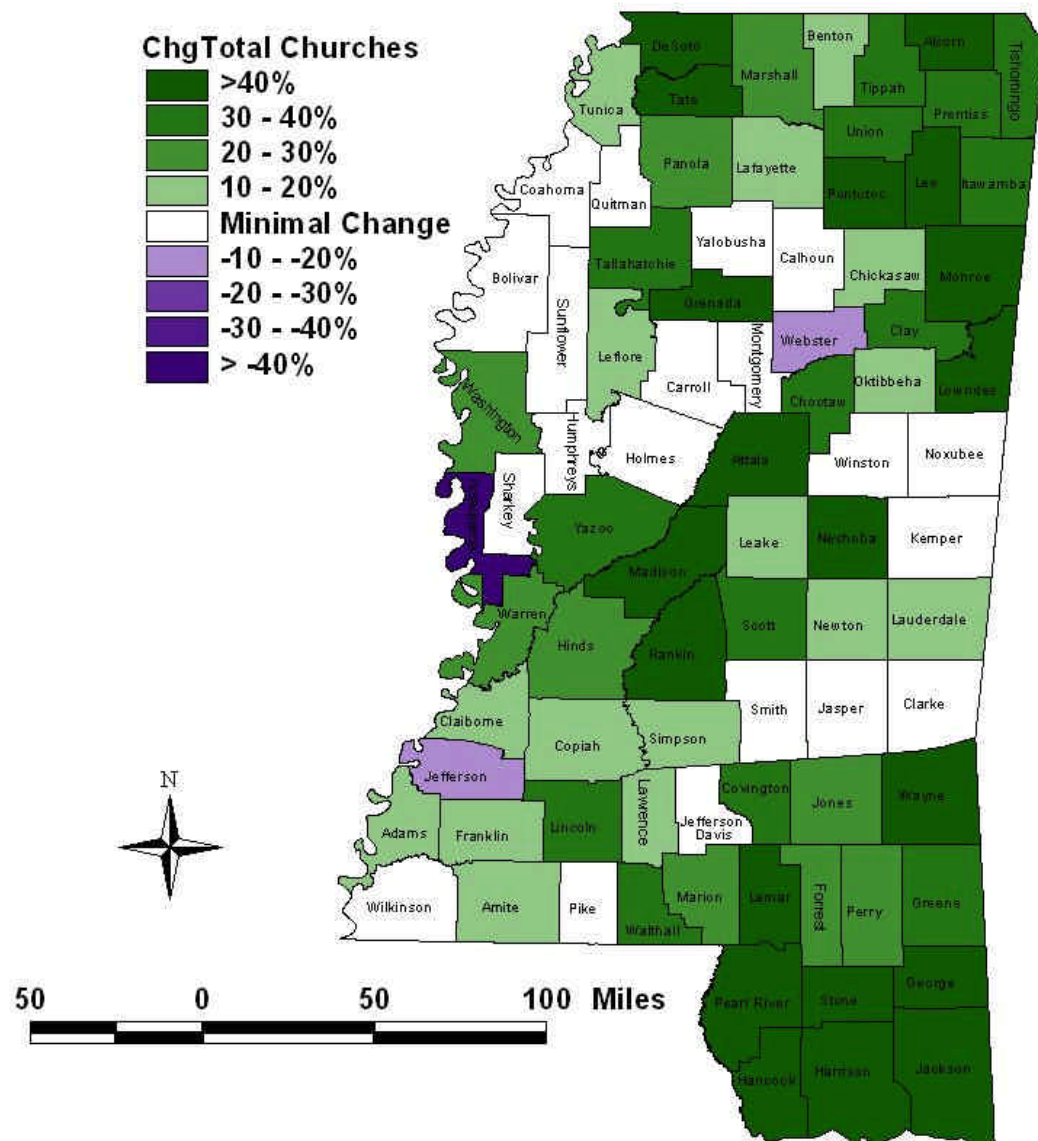 ChgTotal Churches
>40%
30 - 40%
20 - 30%
10 - 20%
Minimal Change
-10 - -20%
-20 - -30%
-30 - -40%
> -40%
DeSoto
Benton
Alcorn
Tishomingo
Marshall
Tippah
Tate
Tunica
Prentiss
Union
Panola
Lafayette
Coahoma
Quitman
Pontotoc
Lee
Itawamba
Yalobusha
Calhoun
Tallahatchie
Chickasaw
Monroe
Bolivar
Sunflower
Grenada
Clay
Leflore
Montgomery
Webster
Carroll
Oktibbeha
Lowndes
Washington
Choctaw
Humphreys
Holmes
Attala
Winston
Noxubee
Sharkey
Yazoo
Leake
Neshoba
Kemper
Madison
Warren
Scott
Newton
Lauderdale
Hinds
Rankin
Smith
Jasper
Clarke
Claiborne
Copiah
Simpson
Jefferson
Lawrence
Covington
Jones
Wayne
Jefferson
Davis
Adams
Franklin
Lincoln
Wilkinson
Amite
Pike
Walthall
Marion
Lamar
Forrest
Perry
Greene
George
Pearl River
Stone
Hancock
Harrison
Jackson
N
50 0 50 100 Miles